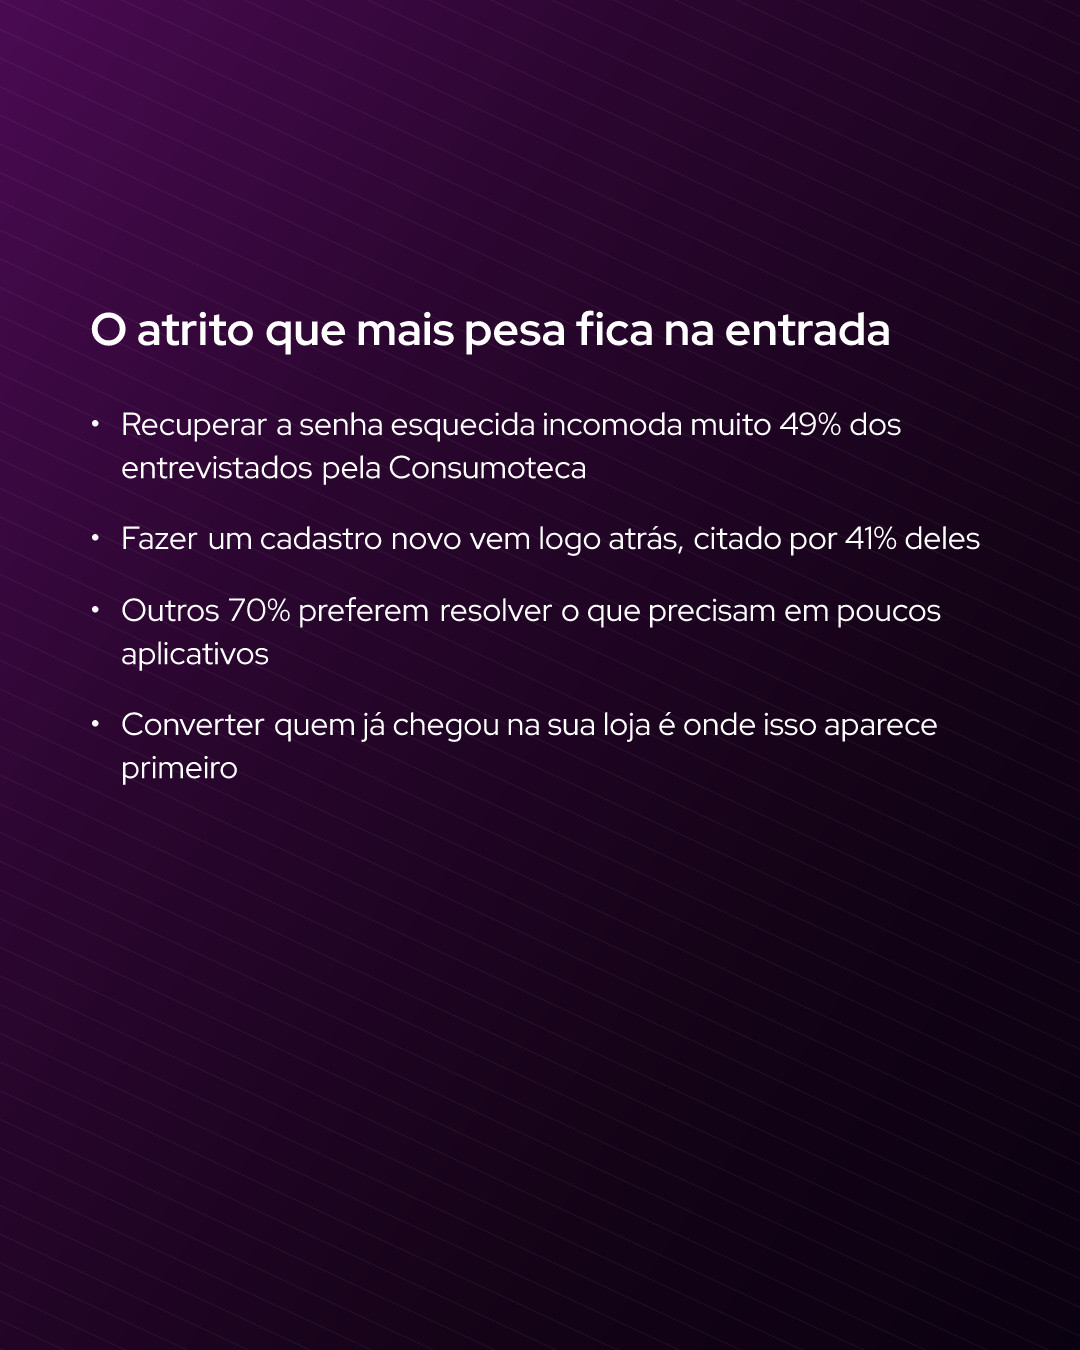 O atrito que mais pesa fica na entrada
• Recuperar a senha esquecida incomoda muito 49% dos
entrevistados pela Consumoteca
• Fazer um cadastro novo vem logo atrás, citado por 41% deles
• Outros 70% preferem resolver o que precisam em poucos
aplicativos
• Converter quem já chegou na sua loja é onde isso aparece
primeiro